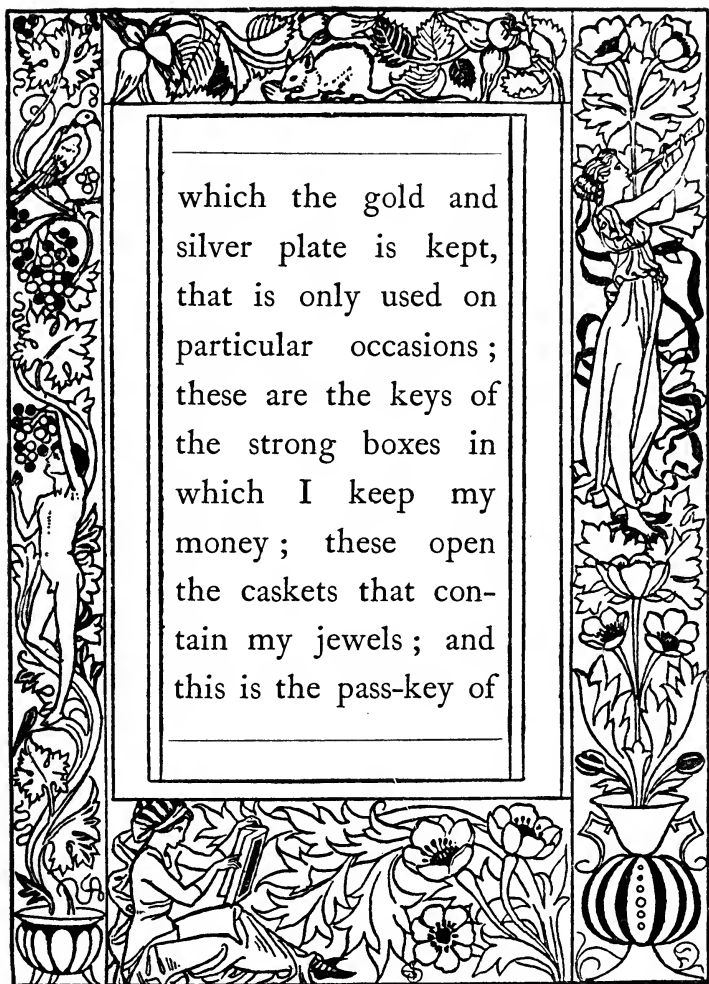 which the gold and
silver plate is kept,
that is only used on
particular occasions ;
these are the keys of
the strong boxes in
which I keep my
money ; these open
the caskets that con-
tain my jewels ; and
this is the pass-key of